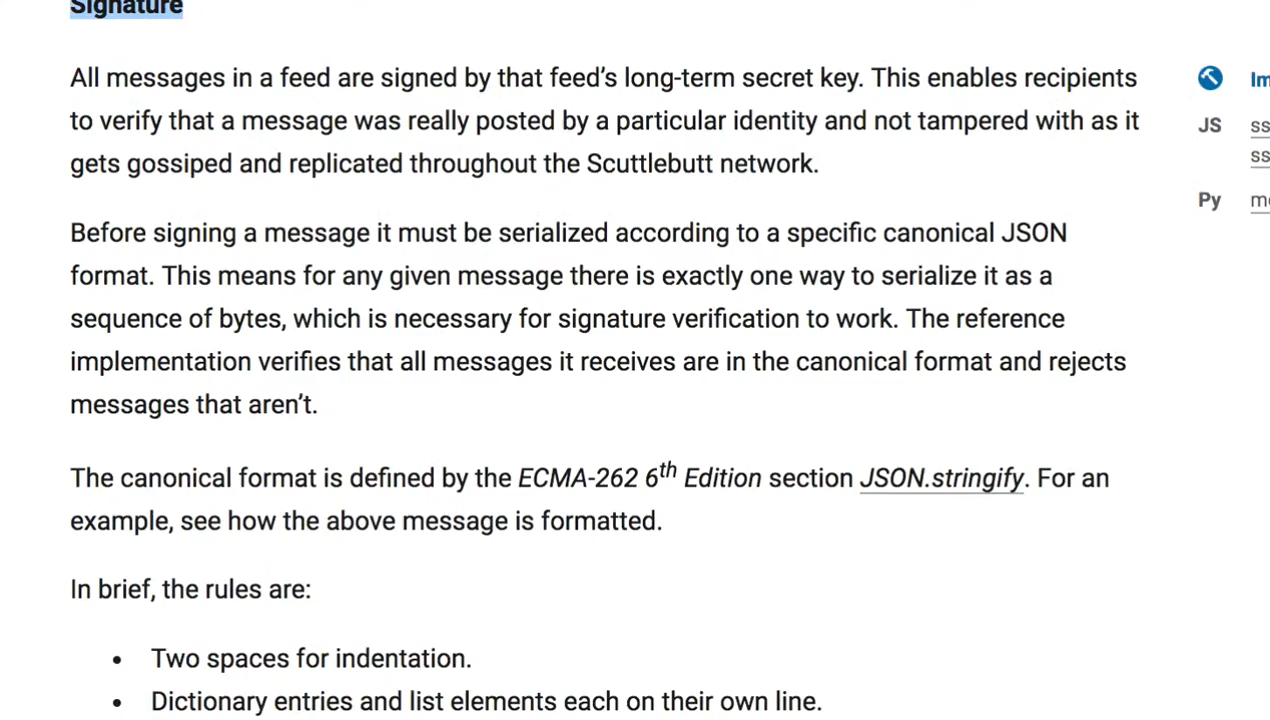 Signature
All messages in a feed are signed by that feed’s long-term secret key. This enables recipients
to verify that a message was really posted by a particular identity and not tampered with as it
gets gossiped and replicated throughout the Scuttlebutt network.
Before signing a message it must be serialized according to a specific canonical JSON
format. This means for any given message there is exactly one way to serialize it as a
sequence of bytes, which is necessary for signature verification to work. The reference
implementation verifies that all messages it receives are in the canonical format and rejects
messages that aren’t.
The canonical format is defined by the ECMA-262 6th Edition section JSON.stringify. For an
example, see how the above message is formatted.
In brief, the rules are:
• Two spaces for indentation.
• Dictionary entries and list elements each on their own line.
JS
Py